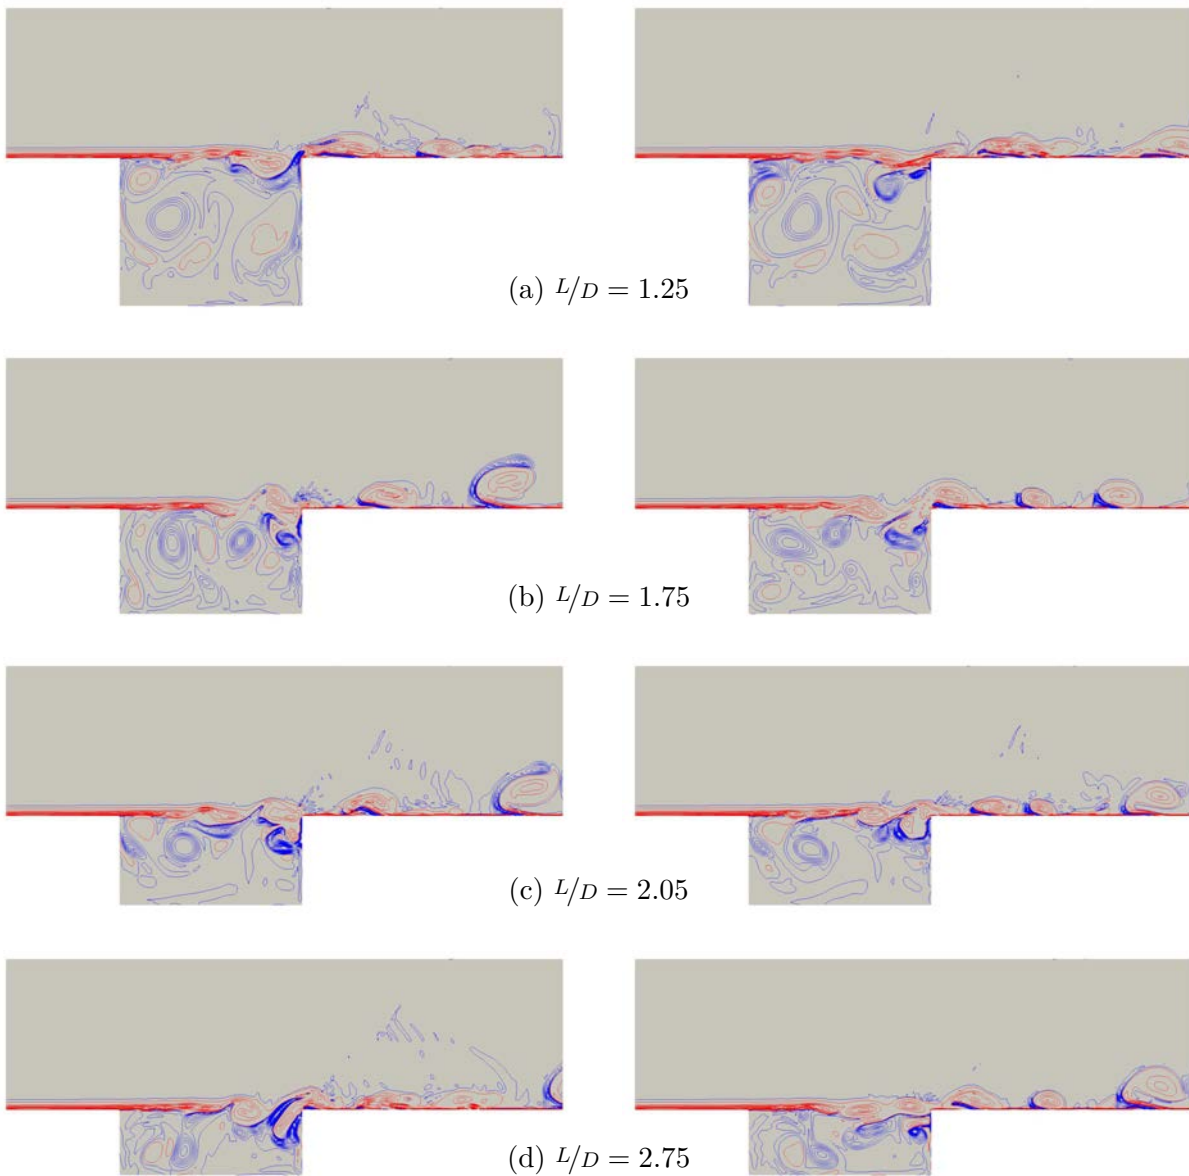 (a) L/D = 1.25
(b) L/D = 1.75
(c) L/D = 2.05
(d) L/D = 2.75